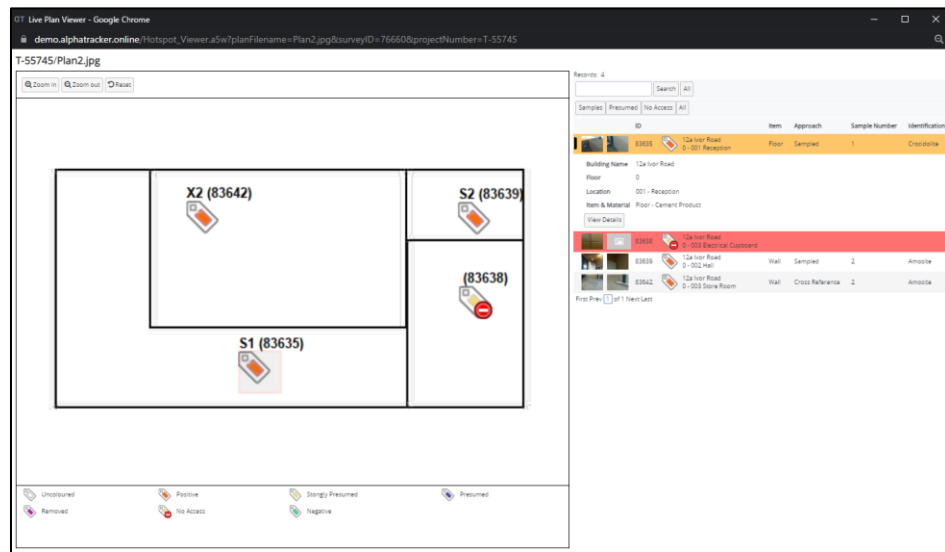 Live Plan Viewer - Google Chrome
demo.alphatracker.online/Hotspot_Viewer.a5w?planFilename=Plan2.jpg&surveyID=76660&projectNumber=T-55745
T-55745/Plan2.jpg
Zoom in Zoom out Reset
X2 (83642)
S2 (83639)
(83638)
S1 (83635)
Uncoloured Positive Stongly Presumed Presumed
Removed No Access Negative
Records: 4
Search All
Samples Presumed No Access All
ID Item Approach Sample Number Identification
83635 12a Ivor Road Floor Sampled 1 Crocidolite
0 - 001 Reception
Building Name 12a Ivor Road
Floor 0
Location 001 - Reception
Item & Material Floor - Cement Product
View Details
83638 12a Ivor Road
0 - 003 Electrical Cupboard
83639 12a Ivor Road Wall Sampled 2 Amosite
0 - 002 Hall
83642 12a Ivor Road Wall Cross Reference 2 Amosite
0 - 003 Store Room
First Prev 1 of 1 Next Last